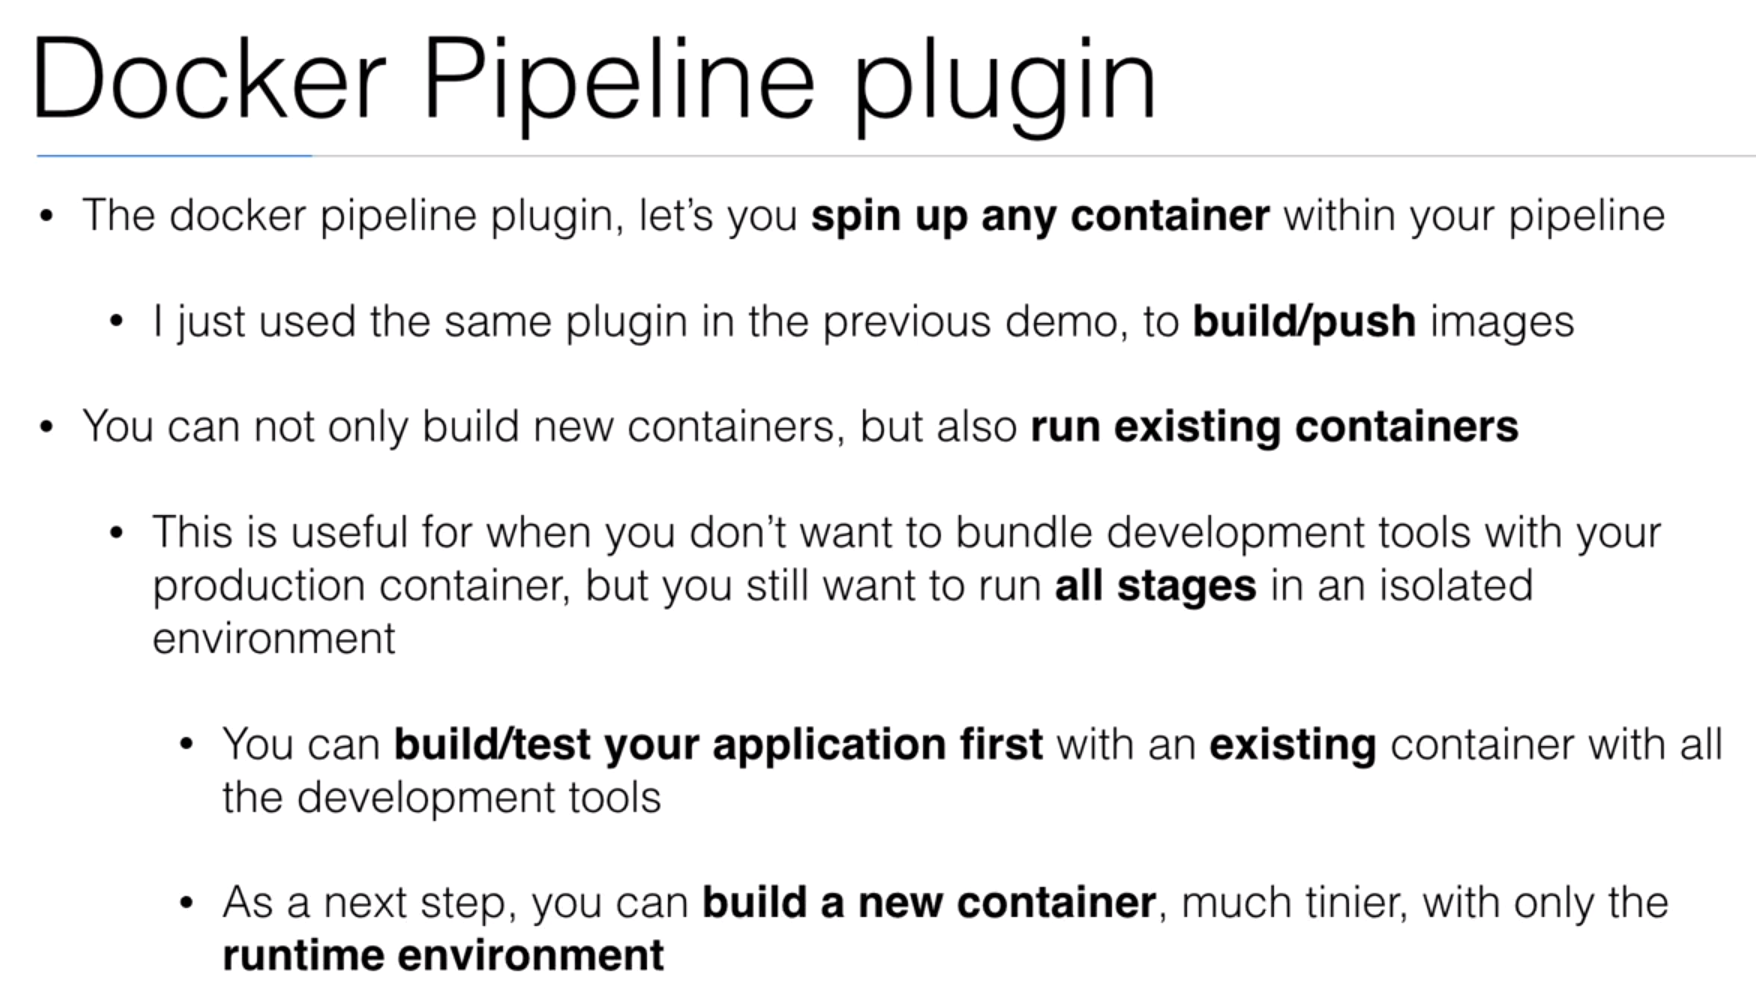 Docker Pipeline plugin
• The docker pipeline plugin, let’s you spin up any container within your pipeline
• I just used the same plugin in the previous demo, to build/push images
• You can not only build new containers, but also run existing containers
• This is useful for when you don’t want to bundle development tools with your
production container, but you still want to run all stages in an isolated
environment
• You can build/test your application first with an existing container with all
the development tools
• As a next step, you can build a new container, much tinier, with only the
runtime environment